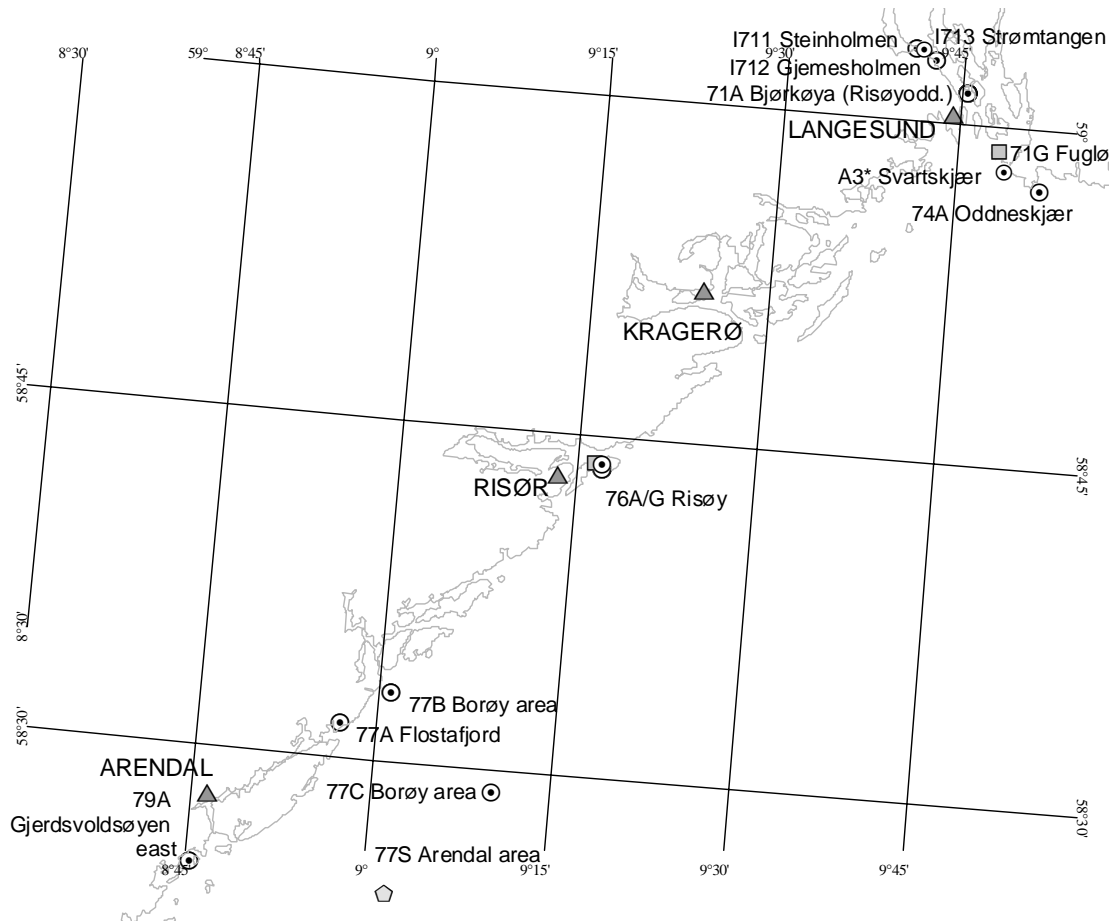 I711 Steinholmen
I713 Strømtangen
8°30'
59°
8°45'
9°
9°15'
9°30'
9°45'
I712 Gjemesholmen
71A Bjørkøya (Risøyodd.)
LANGESUND
59°
71G Fuglø
A3* Svartskjær
74A Oddneskjær
KRAGERØ
58°45'
58°45'
RISØR
76A/G Risøy
8°30'
77B Borøy area
58°30'
77A Flostafjord
ARENDAL
77C Borøy area
79A
Gjerdsvoldsøyen
east
58°30'
77S Arendal area
8°45'
9°
9°15'
9°30'
9°45'